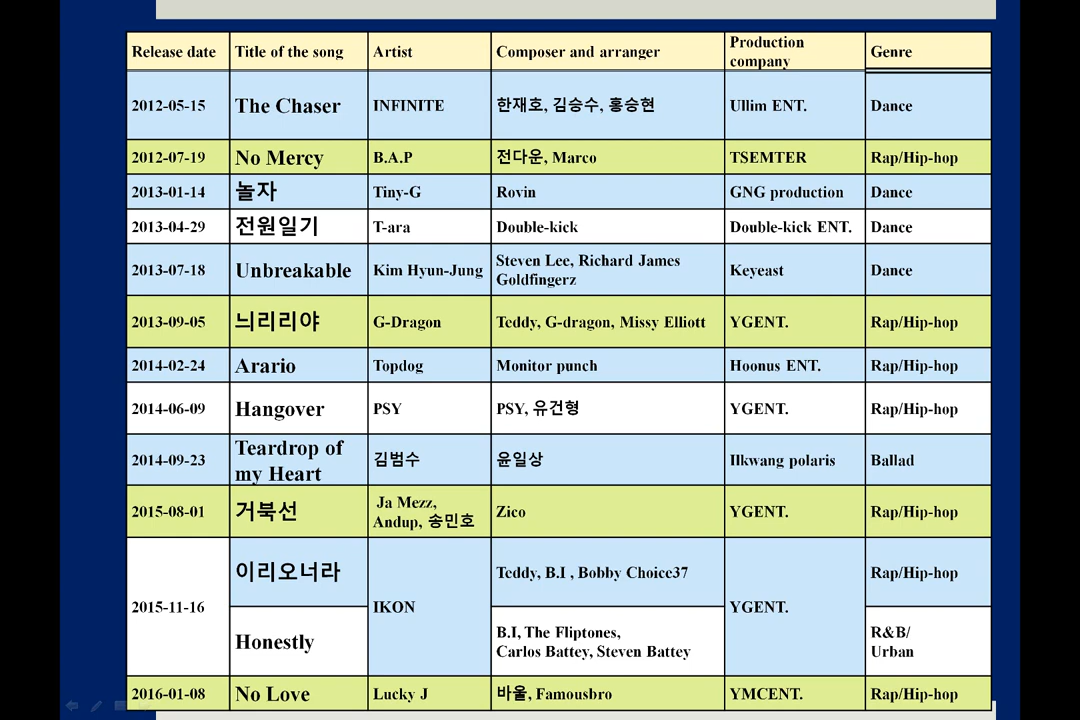 Release date Title of the song Artist Composer and arranger Production company Genre
2012-05-15 The Chaser INFINITE 한재호, 김승수, 홍승현 Ullim ENT. Dance
2012-07-19 No Mercy B.A.P 전다운, Marco TSEMTER Rap/Hip-hop
2013-01-14 놀자 Tiny-G Rovin GNG production Dance
2013-04-29 전원일기 T-ara Double-kick Double-kick ENT. Dance
2013-07-18 Unbreakable Kim Hyun-Jung Steven Lee, Richard James Goldfingerz Keyeast Dance
2013-09-05 늬리리야 G-Dragon Teddy, G-dragon, Missy Elliott YGENT. Rap/Hip-hop
2014-02-24 Arario Topdog Monitor punch Hoonus ENT. Rap/Hip-hop
2014-06-09 Hangover PSY PSY, 유건형 YGENT. Rap/Hip-hop
2014-09-23 Teardrop of my Heart 김범수 윤일상 Ilkwang polaris Ballad
2015-08-01 거북선 Ja Mezz, Andup, 송민호 Zico YGENT. Rap/Hip-hop
2015-11-16 이리오너라 IKON Teddy, B.I , Bobby Choice37 YGENT. Rap/Hip-hop
Honestly B.I, The Fliptones, Carlos Battey, Steven Battey R&B/ Urban
2016-01-08 No Love Lucky J 바울, Famousbro YMCENT. Rap/Hip-hop